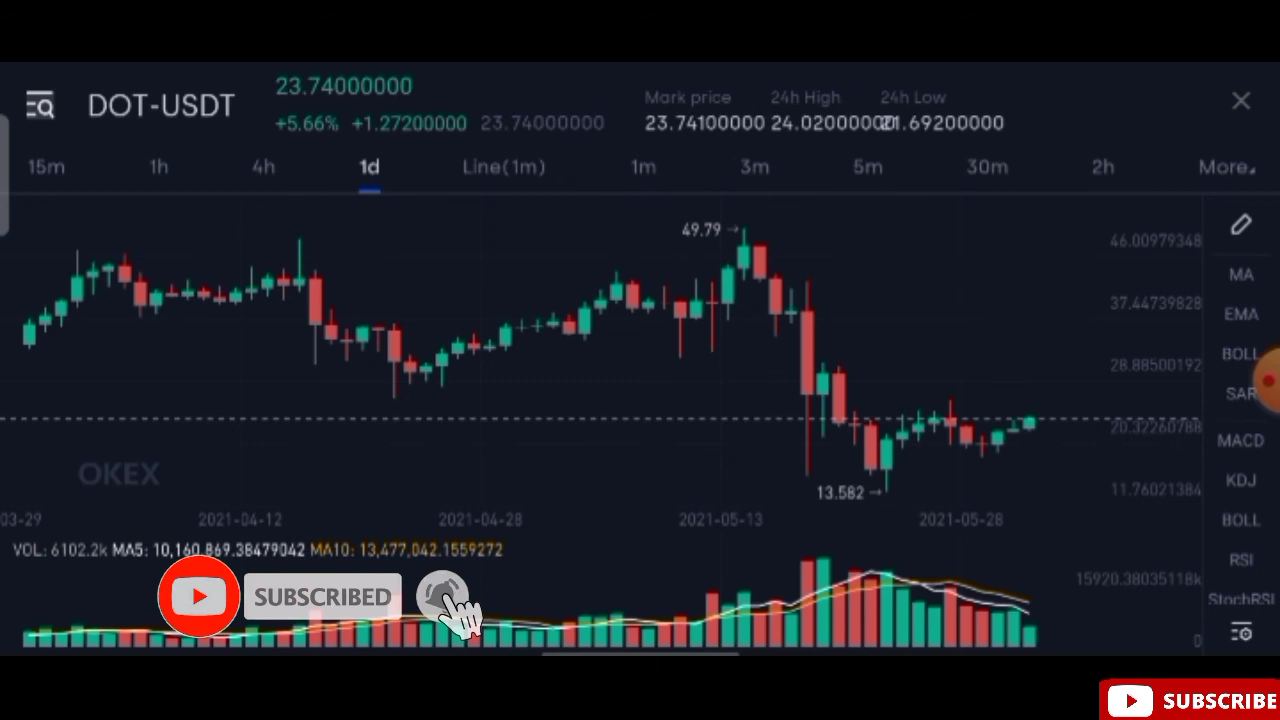 DOT-USDT
23.74000000
+5.66% +1.27200000 23.74000000
Mark price 24h High 24h Low
23.74100000 24.02000000 21.69200000
15m 1h 4h 1d Line(1m) 1m 3m 5m 30m 2h More
49.79
46.00979348
37.44739828
28.88500192
20.32260788
11.76021384
13.582
OKEX
03-29 2021-04-12 2021-04-28 2021-05-13 2021-05-28
VOL: 6102.2k MA5: 10,160,869.38479042 MA10: 13,477,042.1559272
15920.38035118k
0
MA
EMA
BOLL
SAR
MACD
KDJ
BOLL
RSI
StochRSI
SUBSCRIBED
SUBSCRIBE